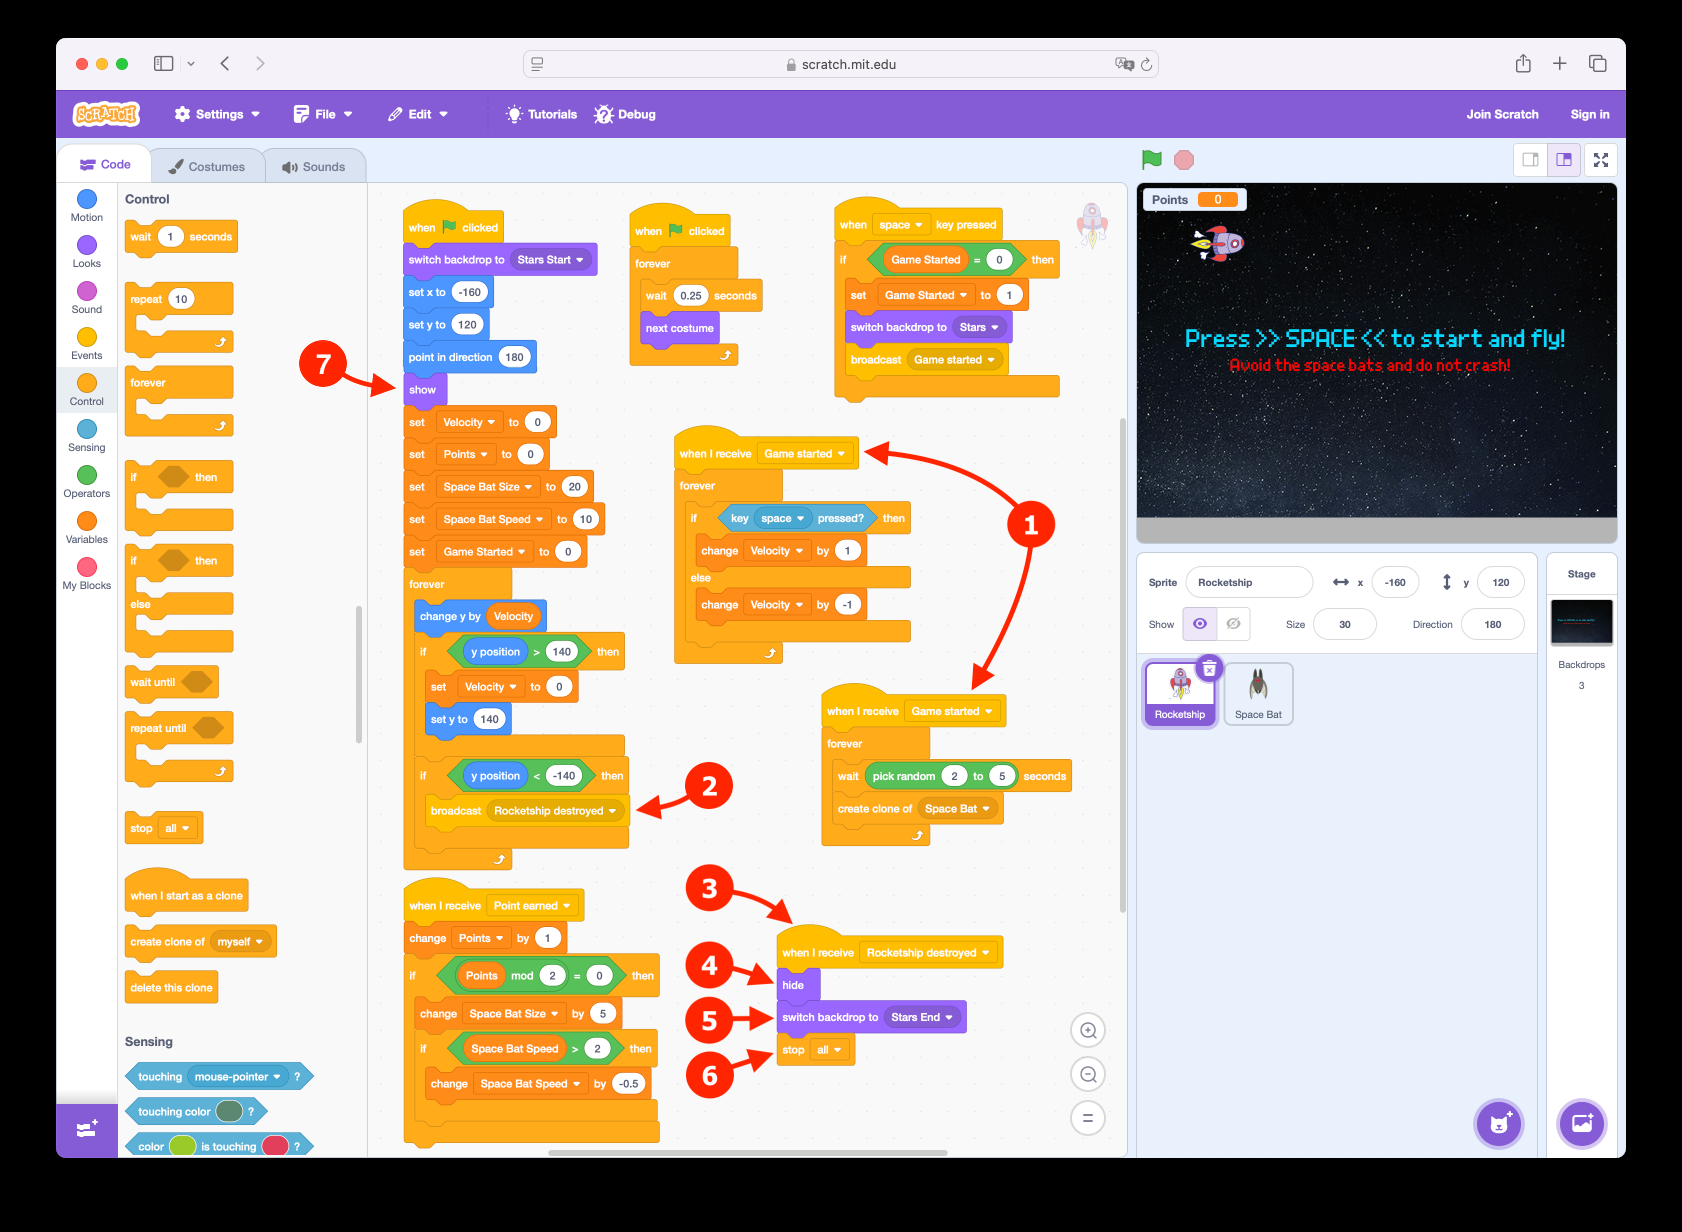 scratch.mit.edu
SCRATCH
Settings
File
Edit
Tutorials
Debug
Join Scratch
Sign in
Code
Costumes
Sounds
Motion
Looks
Sound
Events
Control
Sensing
Operators
Variables
My Blocks
Control
wait 1 seconds
repeat 10
forever
if then
if then
else
wait until
repeat until
stop all
when I start as a clone
create clone of myself
delete this clone
Sensing
touching mouse-pointer ?
touching color ?
color is touching ?
when clicked
switch backdrop to Stars Start
set x to -160
set y to 120
point in direction 180
7
show
set Velocity to 0
set Points to 0
set Space Bat Size to 20
set Space Bat Speed to 10
set Game Started to 0
forever
change y by Velocity
if y position > 140 then
set Velocity to 0
set y to 140
if y position < -140 then
broadcast Rocketship destroyed
2
when I receive Point earned
change Points by 1
if Points mod 2 = 0 then
change Space Bat Size by 5
if Space Bat Speed > 2 then
change Space Bat Speed by -0.5
when clicked
forever
wait 0.25 seconds
next costume
when space key pressed
if Game Started = 0 then
set Game Started to 1
switch backdrop to Stars
broadcast Game started
when I receive Game started
1
forever
if key space pressed? then
change Velocity by 1
else
change Velocity by -1
when I receive Game started
forever
wait pick random 2 to 5 seconds
create clone of Space Bat
3
when I receive Rocketship destroyed
4
hide
5
switch backdrop to Stars End
6
stop all
Points 0
Press >> SPACE << to start and fly!
Avoid the space bats and do not crash!
Sprite Rocketship x -160 y 120
Show Size 30 Direction 180
Rocketship
Space Bat
Stage
Backdrops
3